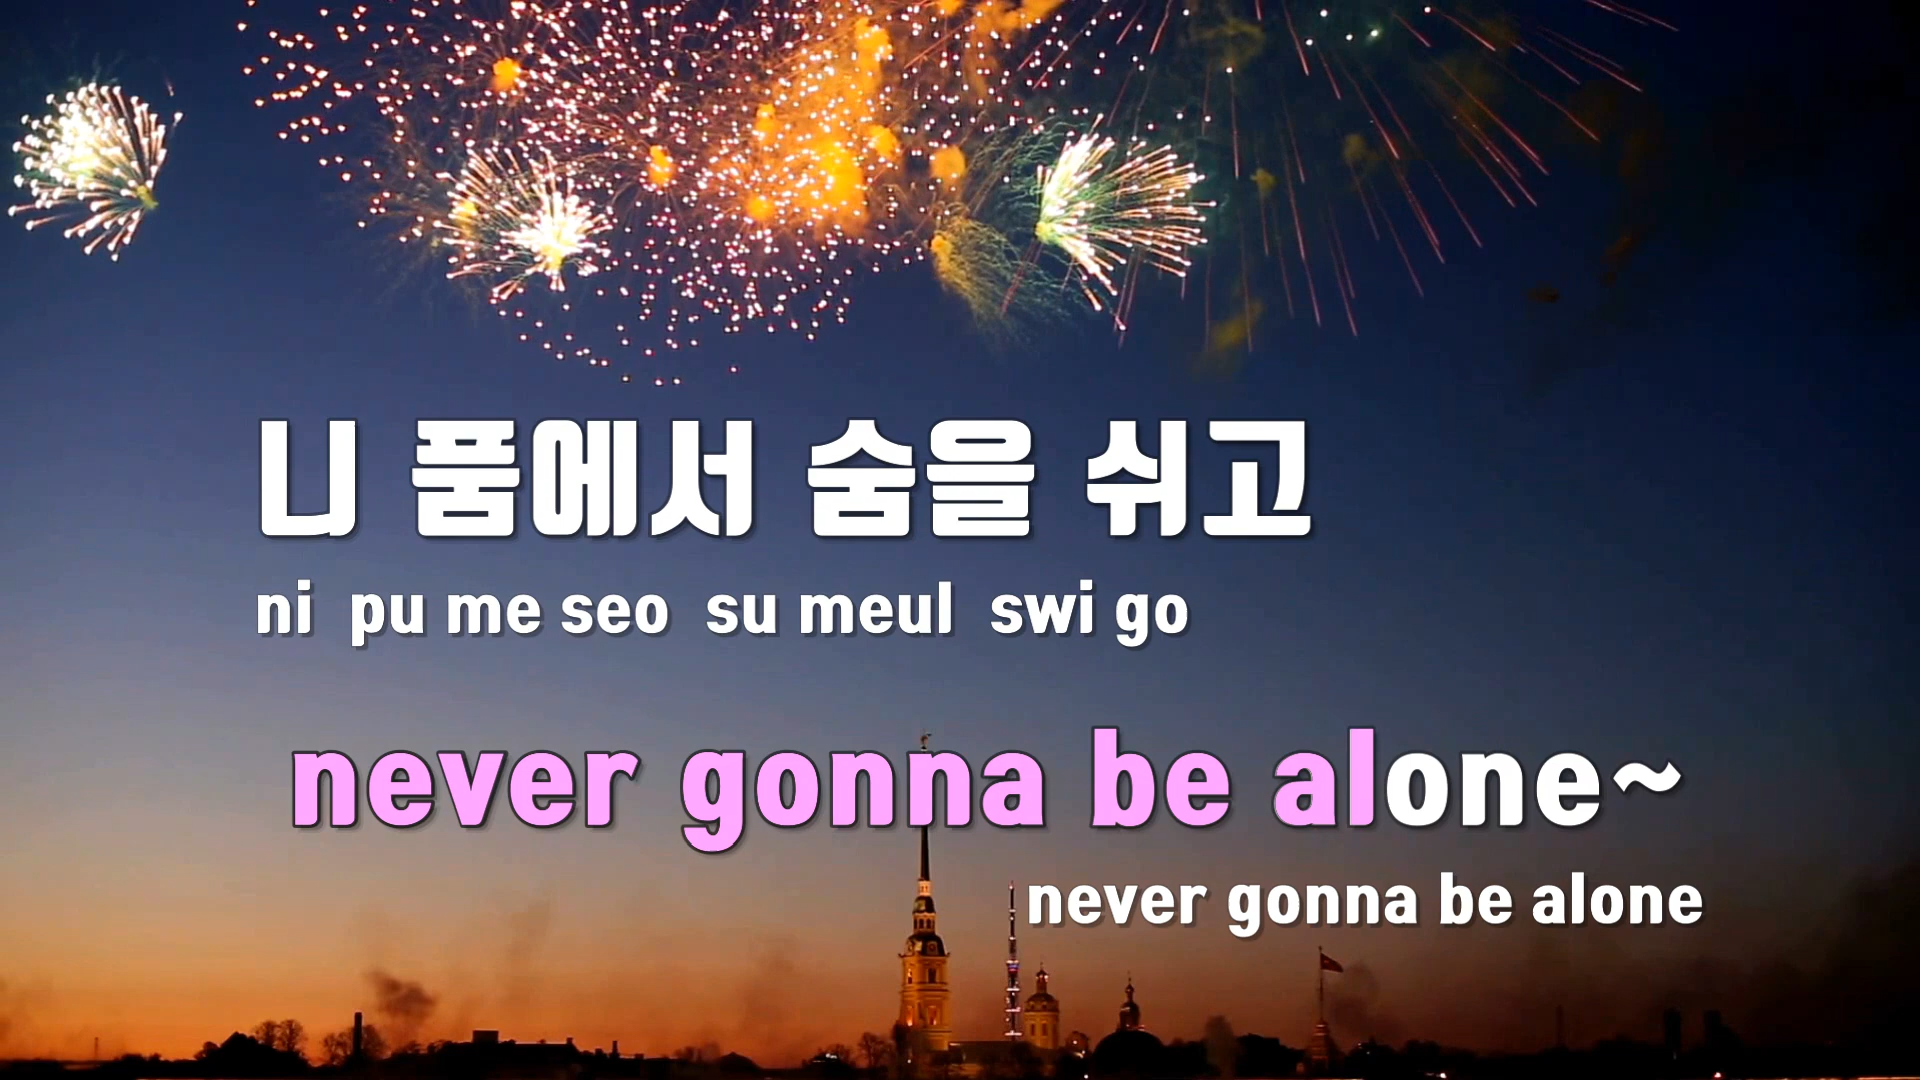 니 품에서 숨을 쉬고
ni pu me seo su meul swi go
never gonna be alone~
never gonna be alone